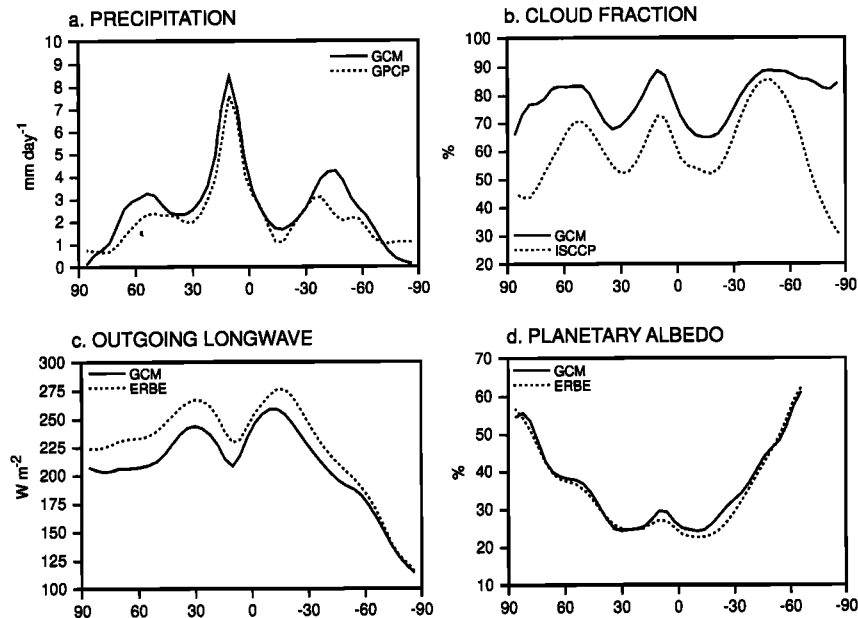 a. PRECIPITATION
10
9
8
7
6
5
4
3
2
1
0
mm day-1
GCM
GPCP
90 60 30 0 -30 -60 -90
b. CLOUD FRACTION
100
90
80
70
60
50
40
30
20
%
GCM
ISCCP
90 60 30 0 -30 -60 -90
c. OUTGOING LONGWAVE
300
275
250
225
200
175
150
125
100
W m-2
GCM
ERBE
90 60 30 0 -30 -60 -90
d. PLANETARY ALBEDO
70
60
50
40
30
20
10
%
GCM
ERBE
90 60 30 0 -30 -60 -90